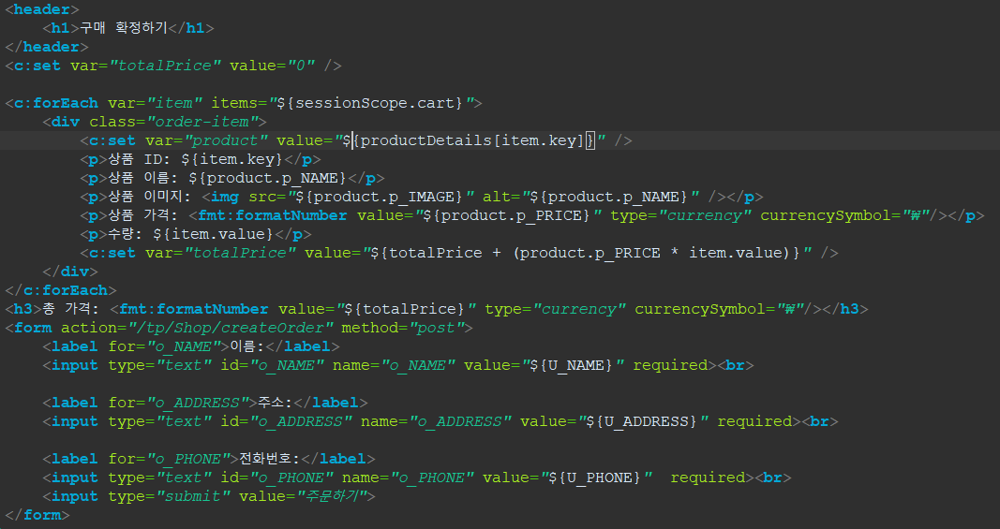 <header>
    <h1>구매 확정하기</h1>
</header>
<c:set var="totalPrice" value="0" />

<c:forEach var="item" items="${sessionScope.cart}">
    <div class="order-item">
        <c:set var="product" value="${productDetails[item.key]}" />
        <p>상품 ID: ${item.key}</p>
        <p>상품 이름: ${product.p_NAME}</p>
        <p>상품 이미지: <img src="${product.p_IMAGE}" alt="${product.p_NAME}" /></p>
        <p>상품 가격: <fmt:formatNumber value="${product.p_PRICE}" type="currency" currencySymbol="₩"/></p>
        <p>수량: ${item.value}</p>
        <c:set var="totalPrice" value="${totalPrice + (product.p_PRICE * item.value)}" />
    </div>
</c:forEach>
<h3>총 가격: <fmt:formatNumber value="${totalPrice}" type="currency" currencySymbol="₩"/></h3>
<form action="/tp/Shop/createOrder" method="post">
    <label for="o_NAME">이름:</label>
    <input type="text" id="o_NAME" name="o_NAME" value="${U_NAME}" required><br>

    <label for="o_ADDRESS">주소:</label>
    <input type="text" id="o_ADDRESS" name="o_ADDRESS" value="${U_ADDRESS}" required><br>

    <label for="o_PHONE">전화번호:</label>
    <input type="text" id="o_PHONE" name="o_PHONE" value="${U_PHONE}"  required><br>
    <input type="submit" value="주문하기">
</form>